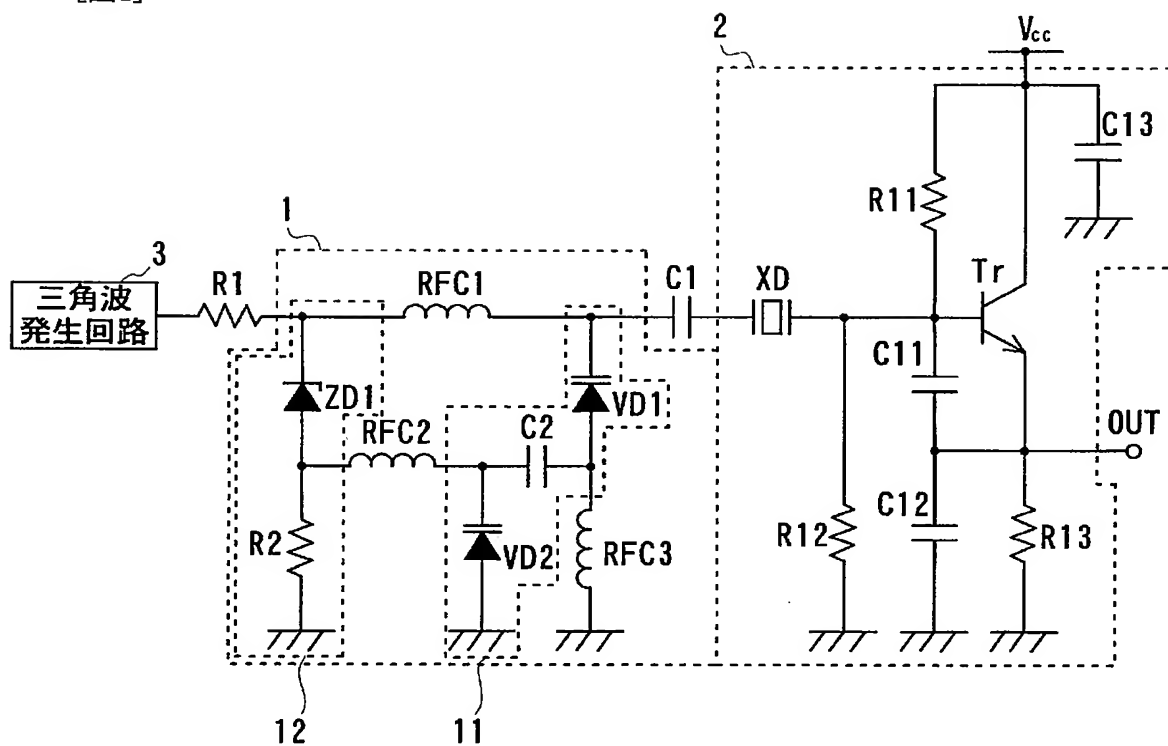 2
Vcc
C13
R11
1
3
三角波
発生回路
R1
RFC1
C1
XD
Tr
C11
ZD1
VD1
OUT
RFC2
C2
C12
R2
VD2
RFC3
R12
R13
12
11